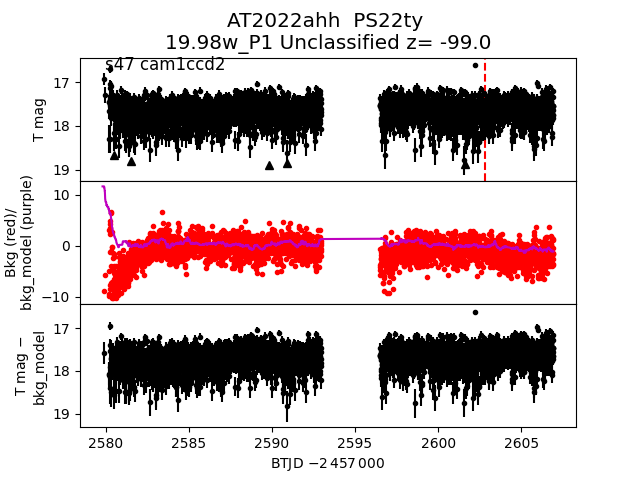 AT2022ahh  PS22ty
19.98w_P1 Unclassified z= -99.0
s47 cam1ccd2
17
18
19
T mag
10
0
−10
Bkg (red)/
bkg_model (purple)
17
18
19
T mag −
bkg_model
2580
2585
2590
2595
2600
2605
BTJD −2 457 000